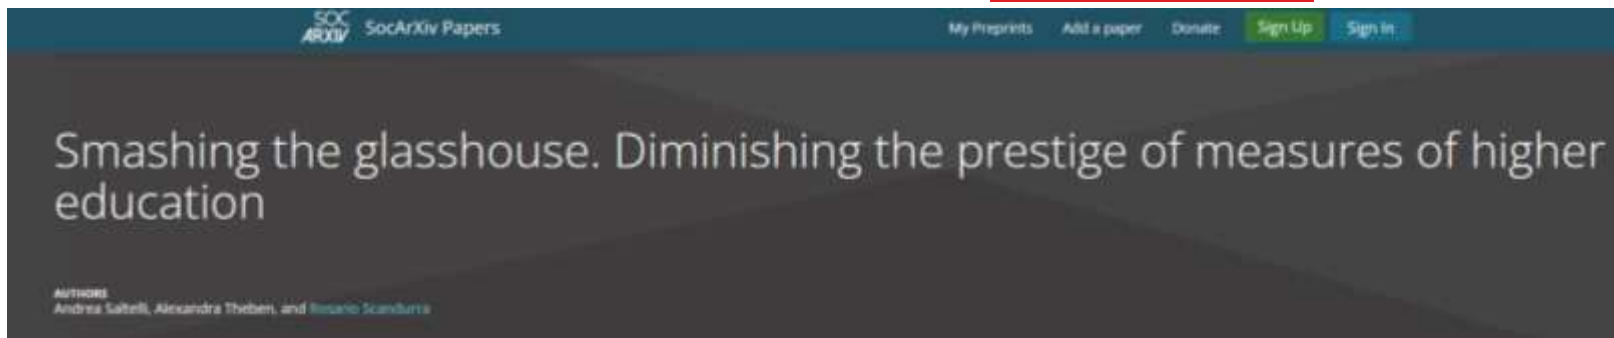 SOC
ARXIV
SocArXiv Papers
My Preprints
Add a paper
Donate
Sign Up
Sign In
Smashing the glasshouse. Diminishing the prestige of measures of higher
education
AUTHORS
Andrea Saltelli, Alexandra Theben, and Rosario Scandurra